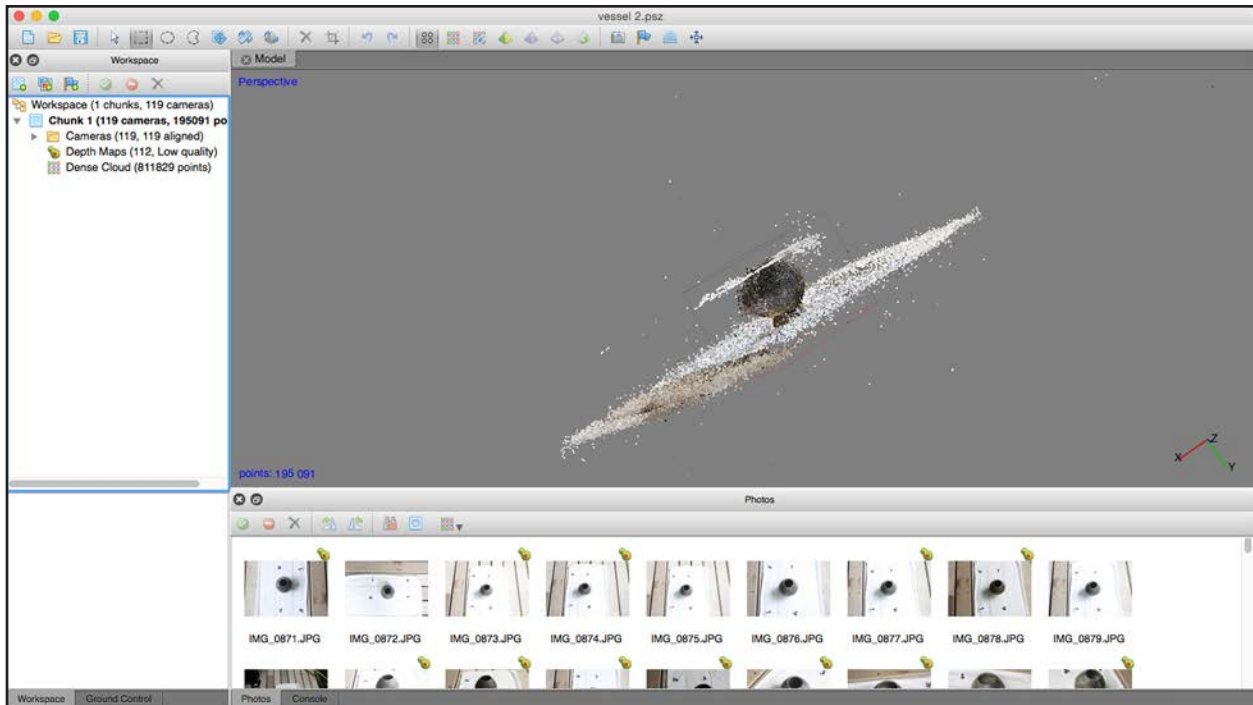 vessel 2.psz
Workspace
Model
Perspective
Workspace (1 chunks, 119 cameras)
Chunk 1 (119 cameras, 195091 po
Cameras (119, 119 aligned)
Depth Maps (112, Low quality)
Dense Cloud (811829 points)
X
Z
Y
points: 195 091
Photos
IMG_0871.JPG
IMG_0872.JPG
IMG_0873.JPG
IMG_0874.JPG
IMG_0875.JPG
IMG_0876.JPG
IMG_0877.JPG
IMG_0878.JPG
IMG_0879.JPG
Workspace
Ground Control
Photos
Console